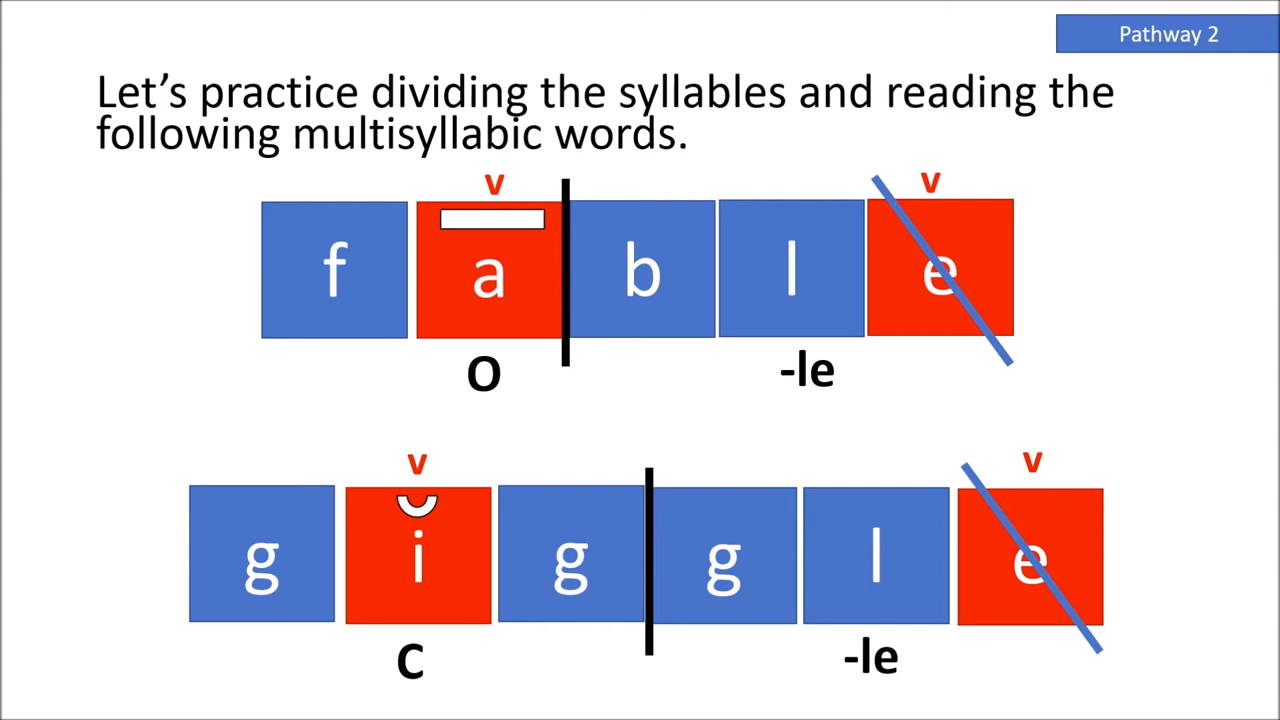 Pathway 2
Let's practice dividing the syllables and reading the
following multisyllabic words.
v v
f a b l e
O -le
v v
g i g g l e
C -le